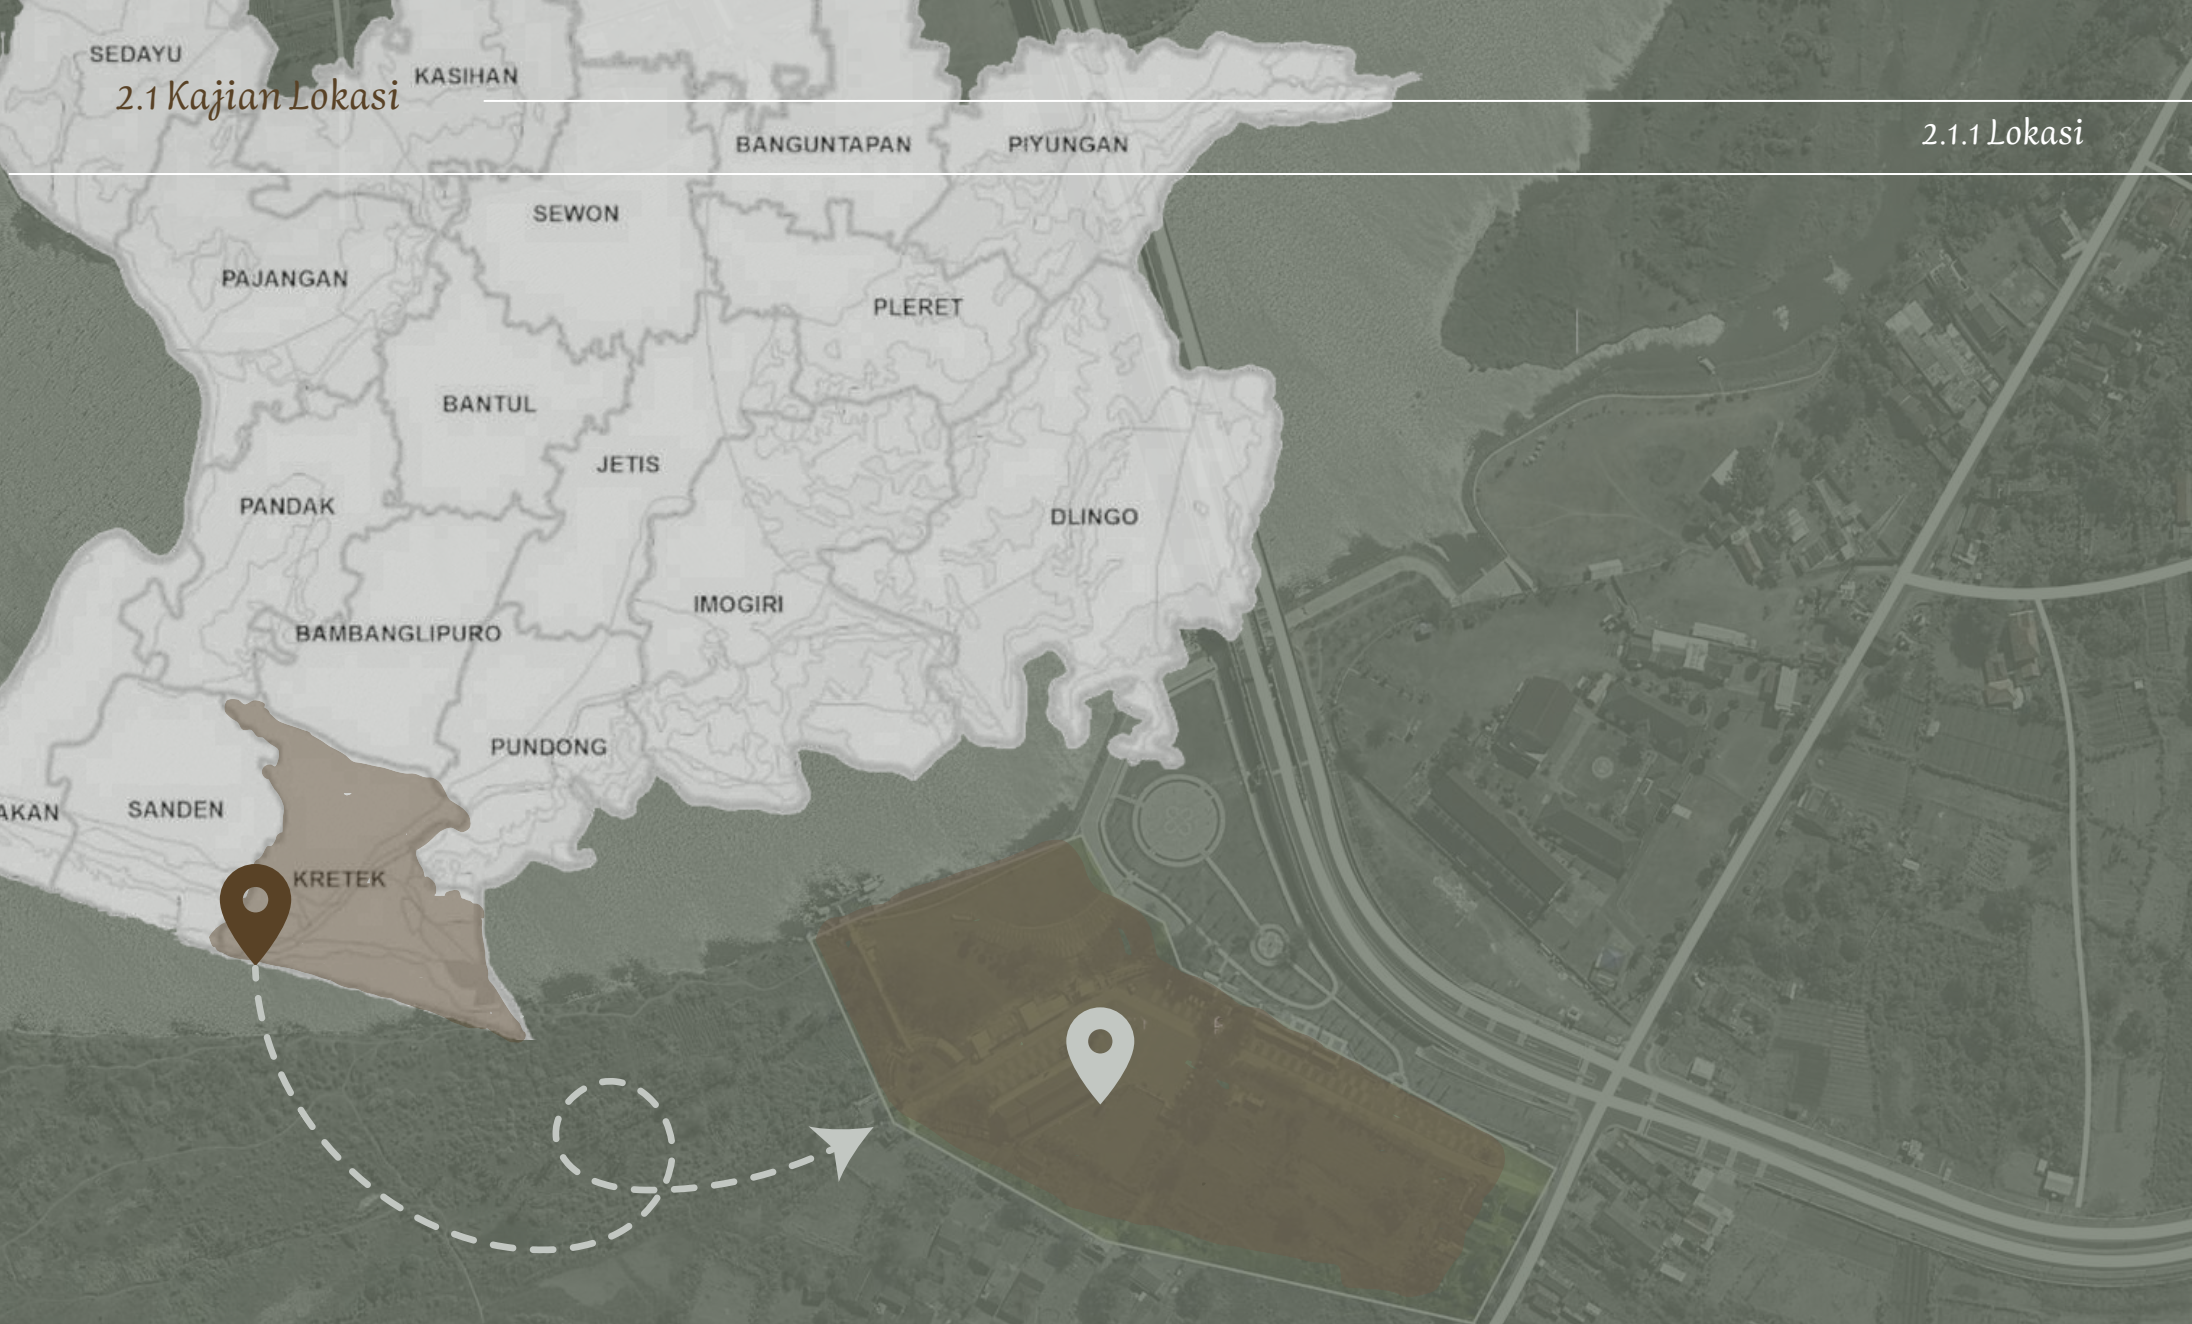 SEDAYU
KASIHAN
2.1 Kajian Lokasi
2.1.1 Lokasi
BANGUNTAPAN
PIYUNGAN
SEWON
PAJANGAN
PLERET
BANTUL
JETIS
PANDAK
DLINGO
IMOGIRI
BAMBANGLIPURO
PUNDONG
SANDEN
AKAN
KRETEK